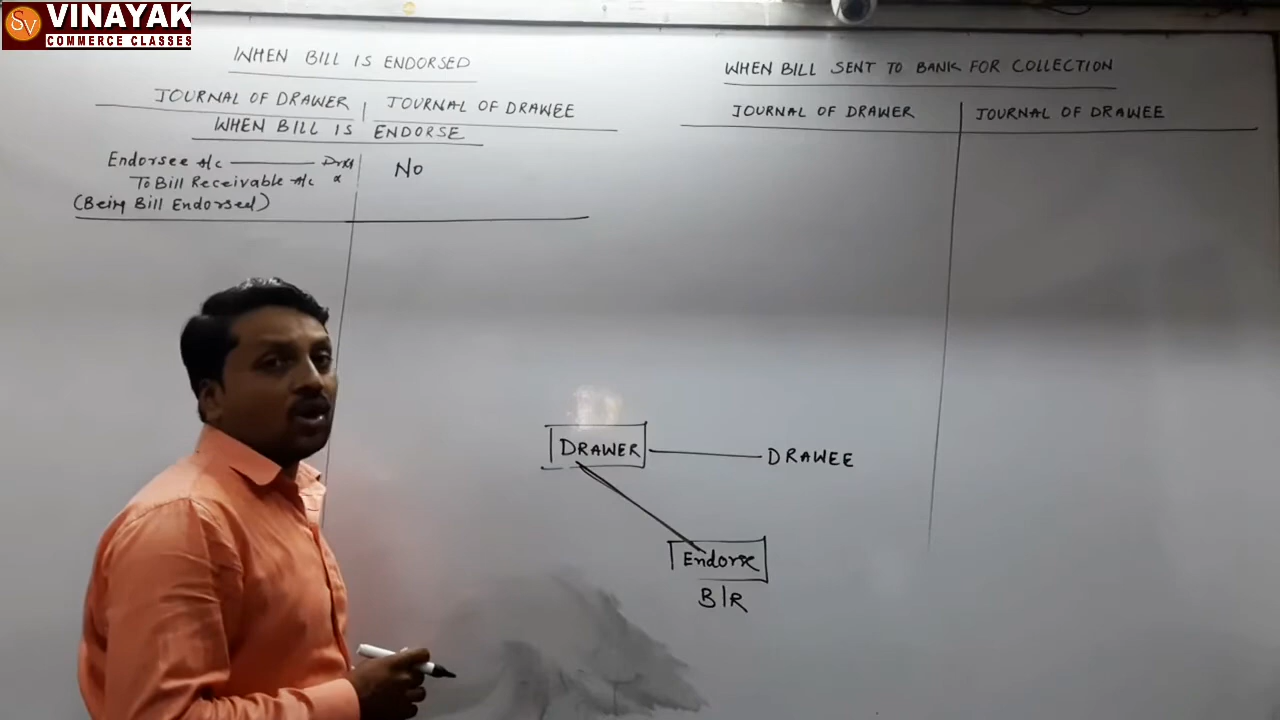 SV VINAYAK
COMMERCE CLASSES
WHEN BILL IS ENDORSED
JOURNAL OF DRAWER
JOURNAL OF DRAWEE
WHEN BILL IS ENDORSE
Endorsee A/c Dr
No
To Bill Receivable A/c
(Being Bill Endorsed)
WHEN BILL SENT TO BANK FOR COLLECTION
JOURNAL OF DRAWER
JOURNAL OF DRAWEE
DRAWER
DRAWEE
Endorse
B/R